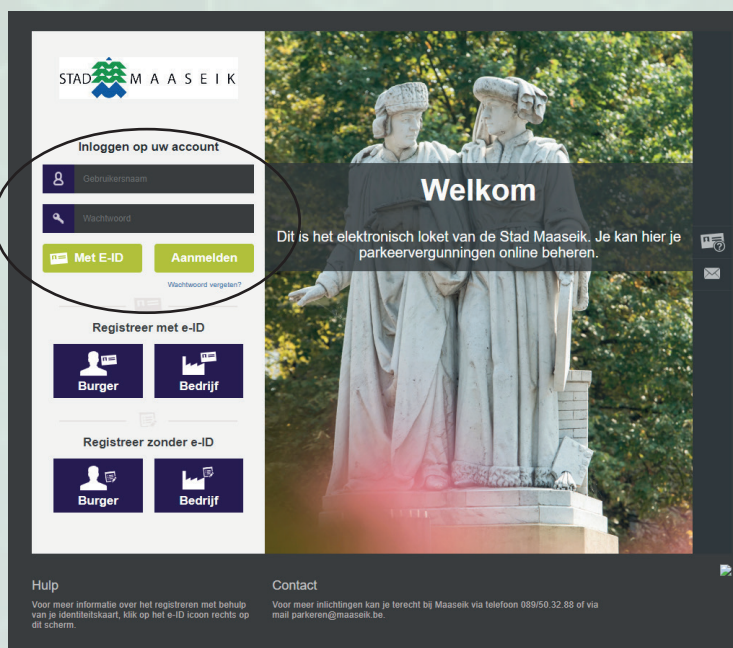 STAD MAASEIK
Inloggen op uw account
Gebruikersnaam
Wachtwoord
Met E-ID
Aanmelden
Wachtwoord vergeten?
Registreer met e-ID
Burger
Bedrijf
Registreer zonder e-ID
Burger
Bedrijf
Welkom
Dit is het elektronisch loket van de Stad Maaseik. Je kan hier je
parkeervergunningen online beheren.
Hulp
Voor meer informatie over het registreren met behulp
van je identiteitskaart, klik op het e-ID icoon rechts op
dit scherm.
Contact
Voor meer inlichtingen kan je terecht bij Maaseik via telefoon 089/50.32.88 of via
mail parkeren@maaseik.be.